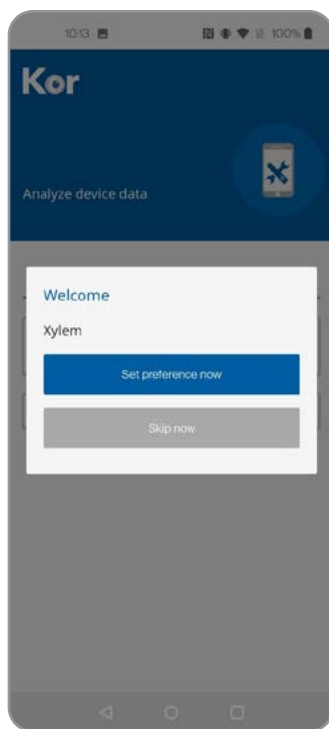 10:13 100%
Kor
Analyze device data
Welcome
Xylem
Set preference now
Skip now